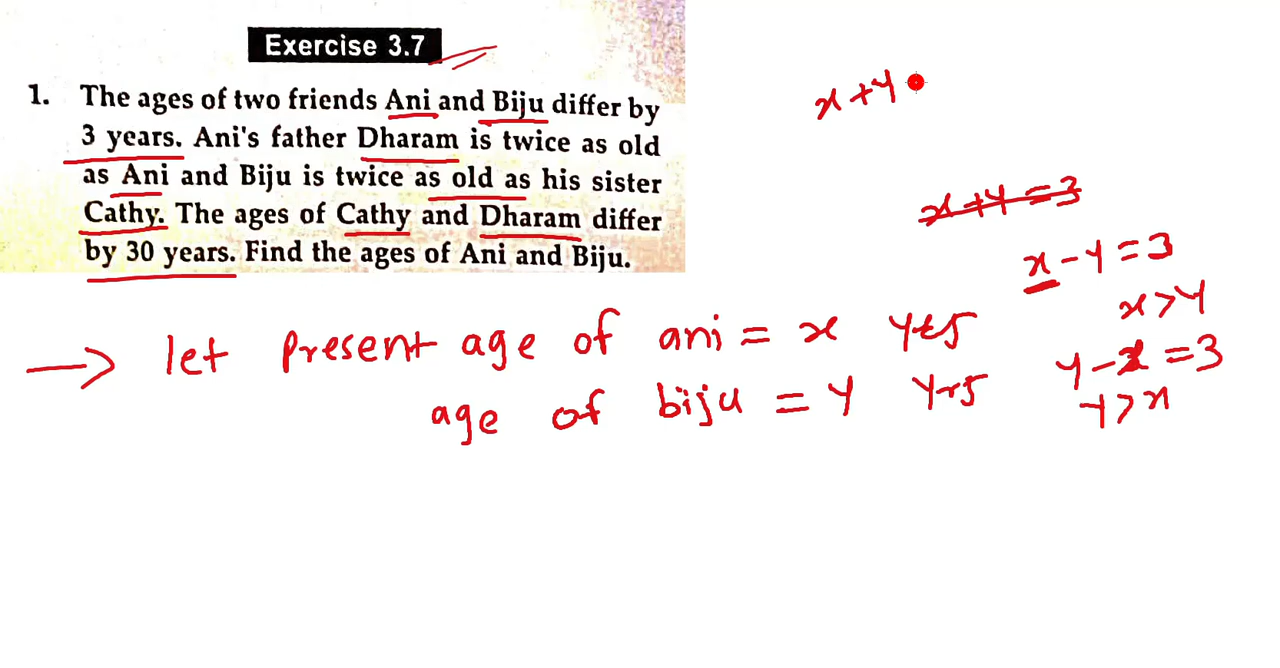 Exercise 3.7
1. The ages of two friends Ani and Biju differ by
3 years. Ani's father Dharam is twice as old
as Ani and Biju is twice as old as his sister
Cathy. The ages of Cathy and Dharam differ
by 30 years. Find the ages of Ani and Biju.
x + y
x + y = 3
x - y = 3
x > y
y - x = 3
y > x
let present age of ani = x yrs
age of biju = y yrs